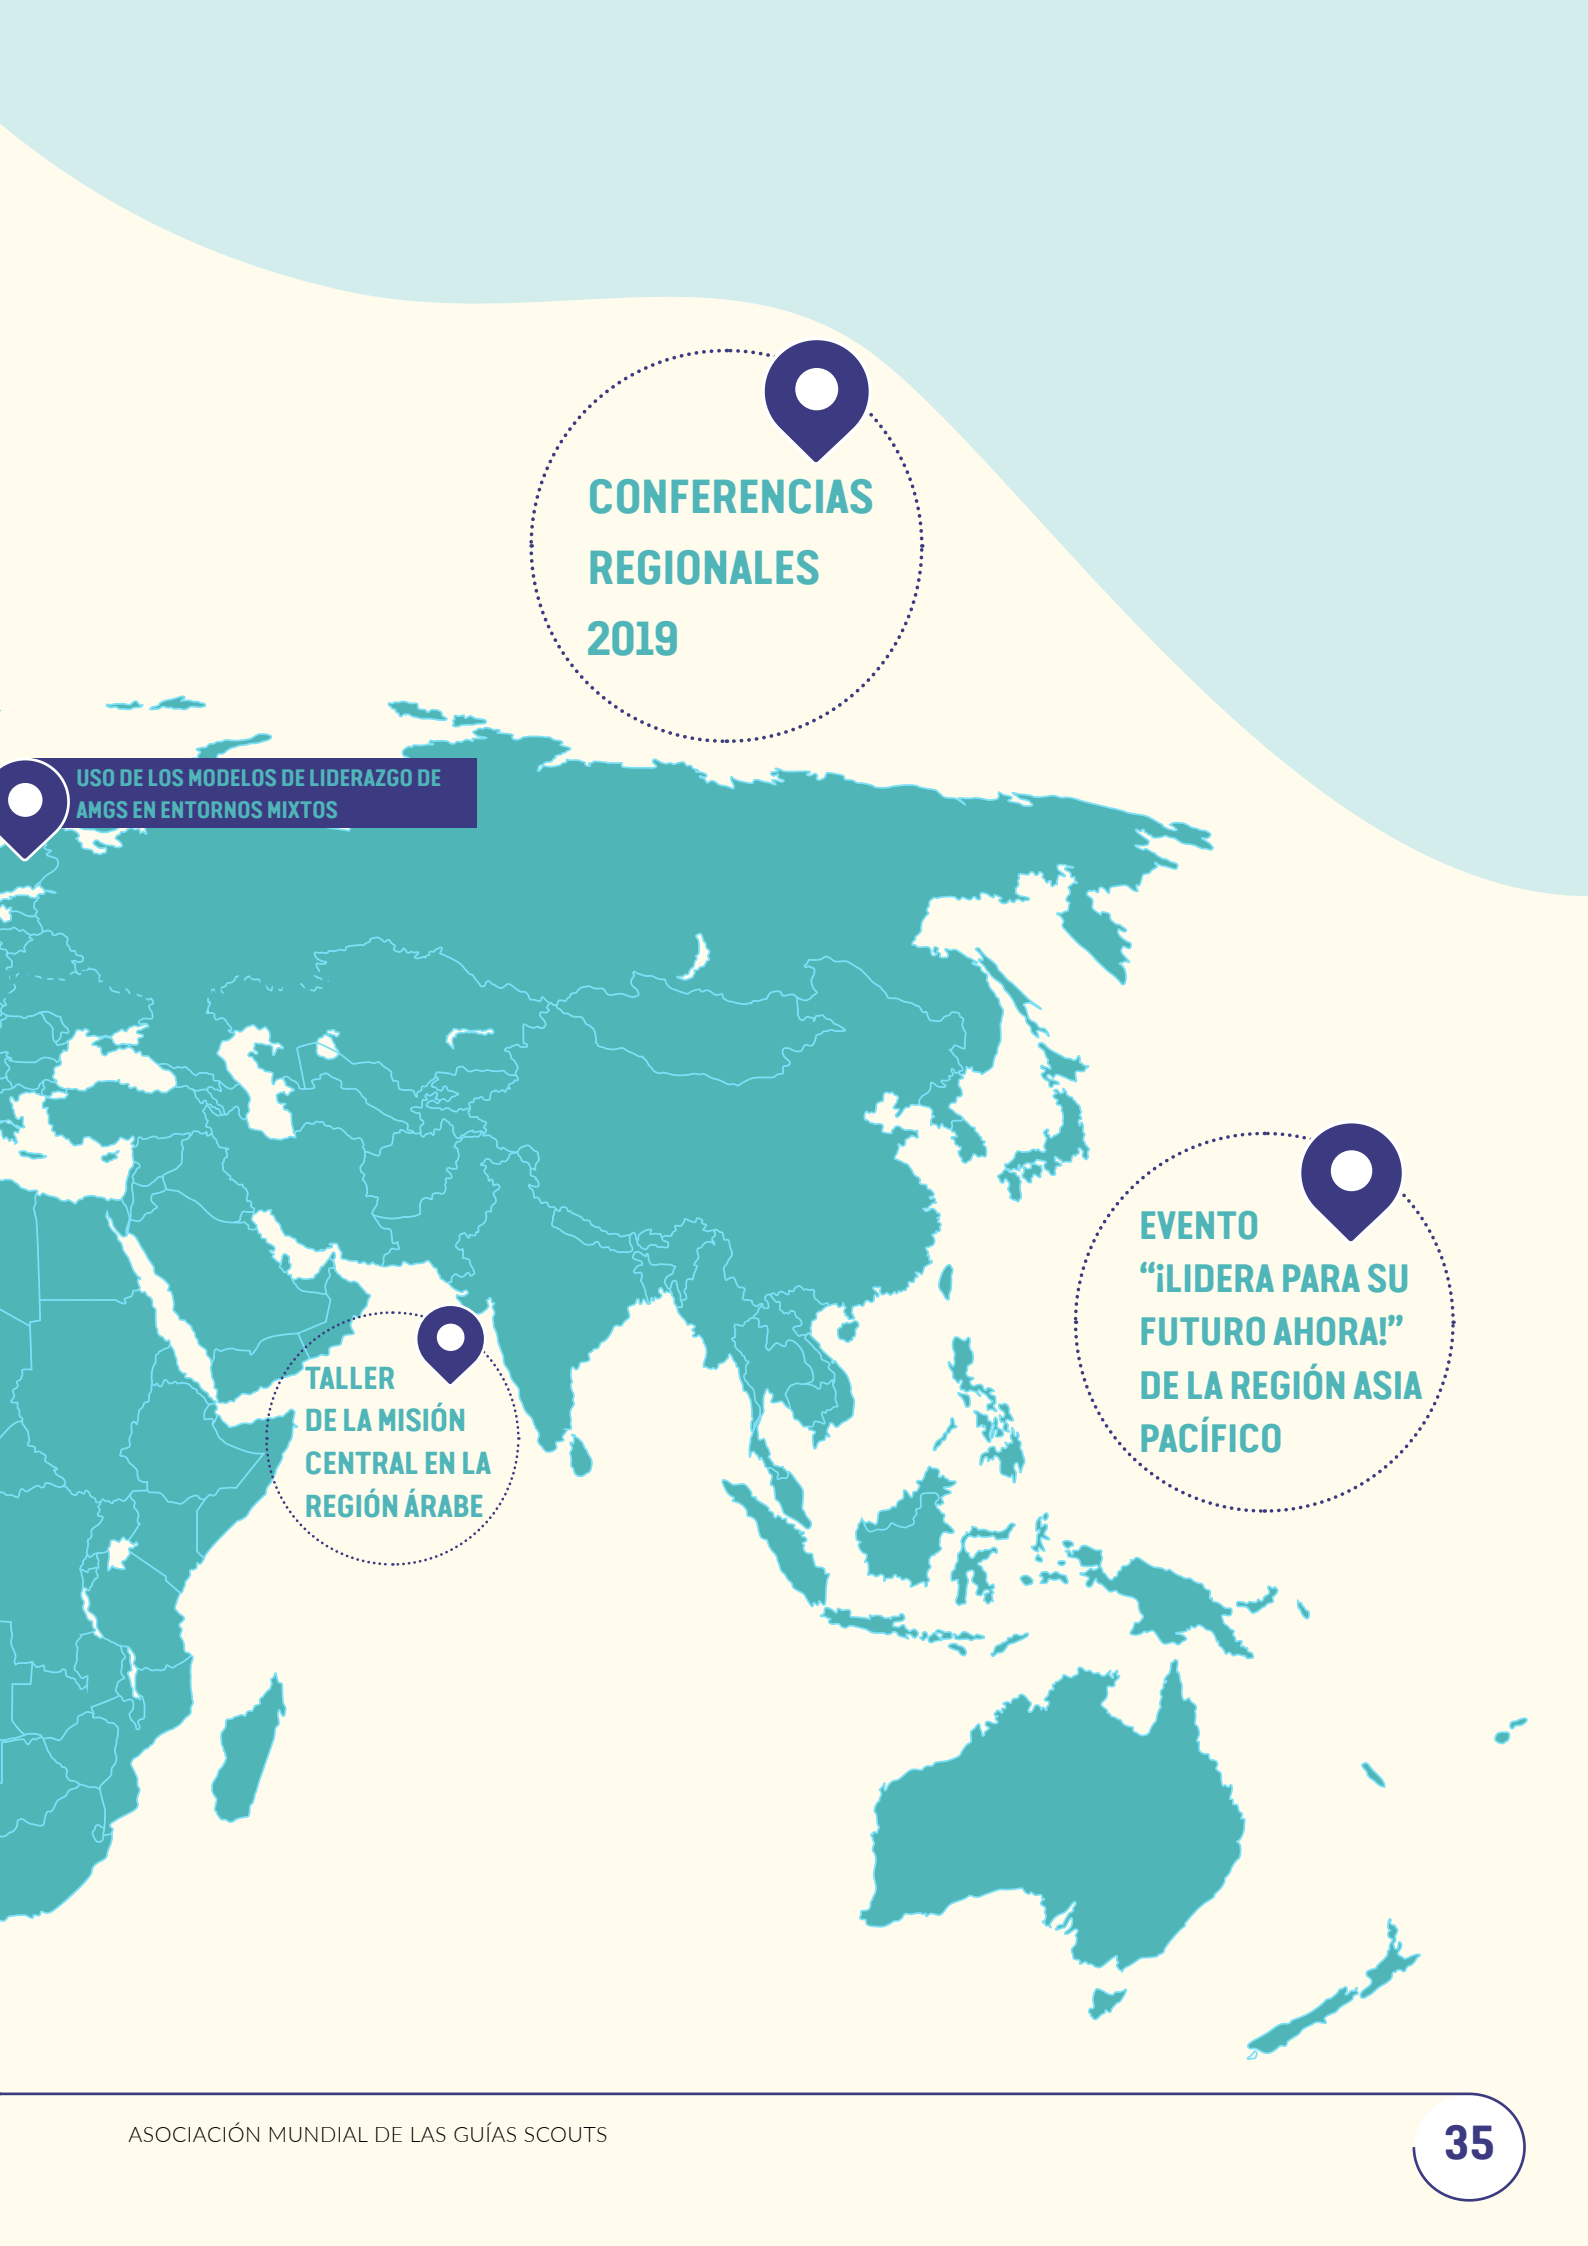 CONFERENCIAS
REGIONALES
2019
USO DE LOS MODELOS DE LIDERAZGO DE
AMGS EN ENTORNOS MIXTOS
EVENTO
“¡LIDERA PARA SU
FUTURO AHORA!”
DE LA REGIÓN ASIA
PACÍFICO
TALLER
DE LA MISIÓN
CENTRAL EN LA
REGIÓN ÁRABE
ASOCIACIÓN MUNDIAL DE LAS GUÍAS SCOUTS
35